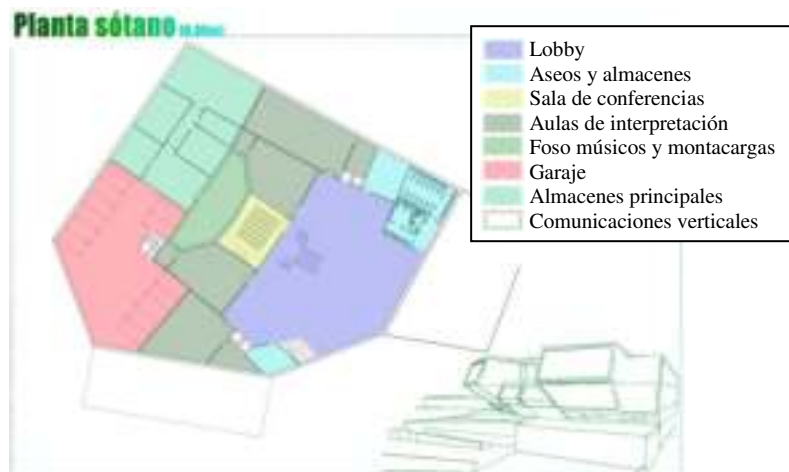 Planta sótano
Lobby
Aseos y almacenes
Sala de conferencias
Aulas de interpretación
Foso músicos y montacargas
Garaje
Almacenes principales
Comunicaciones verticales